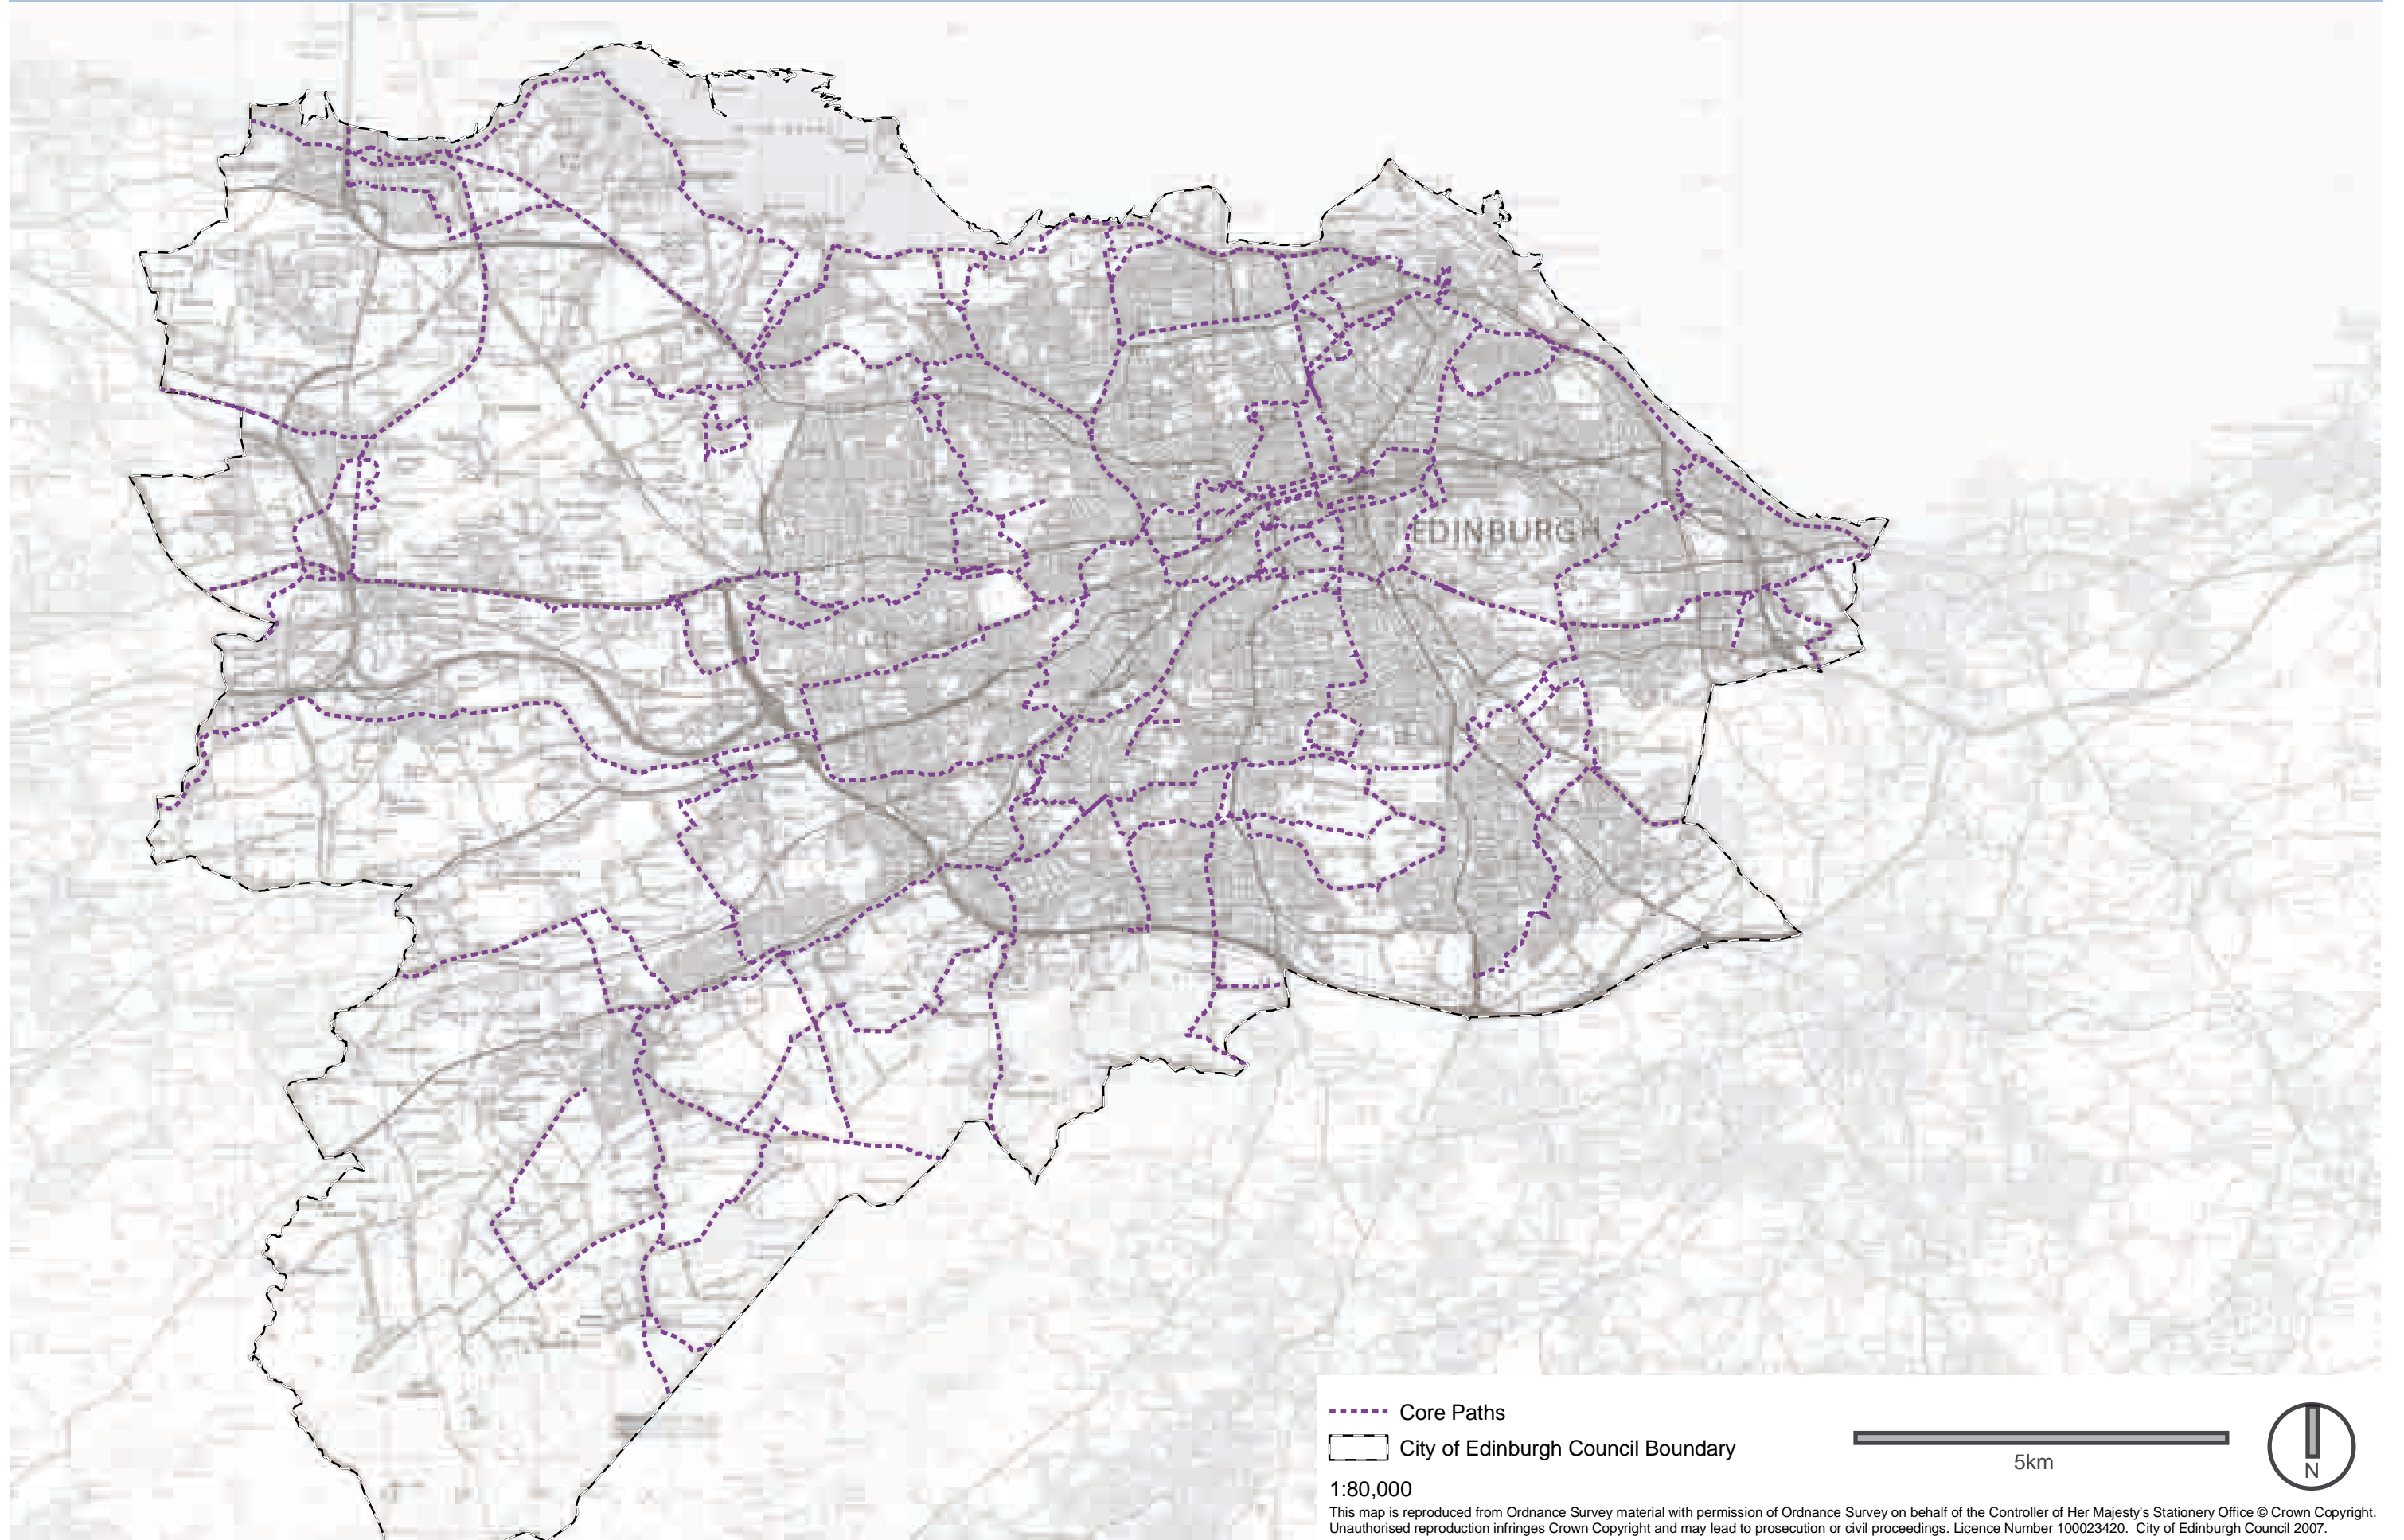 EDINBURGH
Core Paths
City of Edinburgh Council Boundary
1:80,000
5km
N
This map is reproduced from Ordnance Survey material with permission of Ordnance Survey on behalf of the Controller of Her Majesty's Stationery Office © Crown Copyright.
Unauthorised reproduction infringes Crown Copyright and may lead to prosecution or civil proceedings. Licence Number 100023420. City of Edinburgh Council 2007.